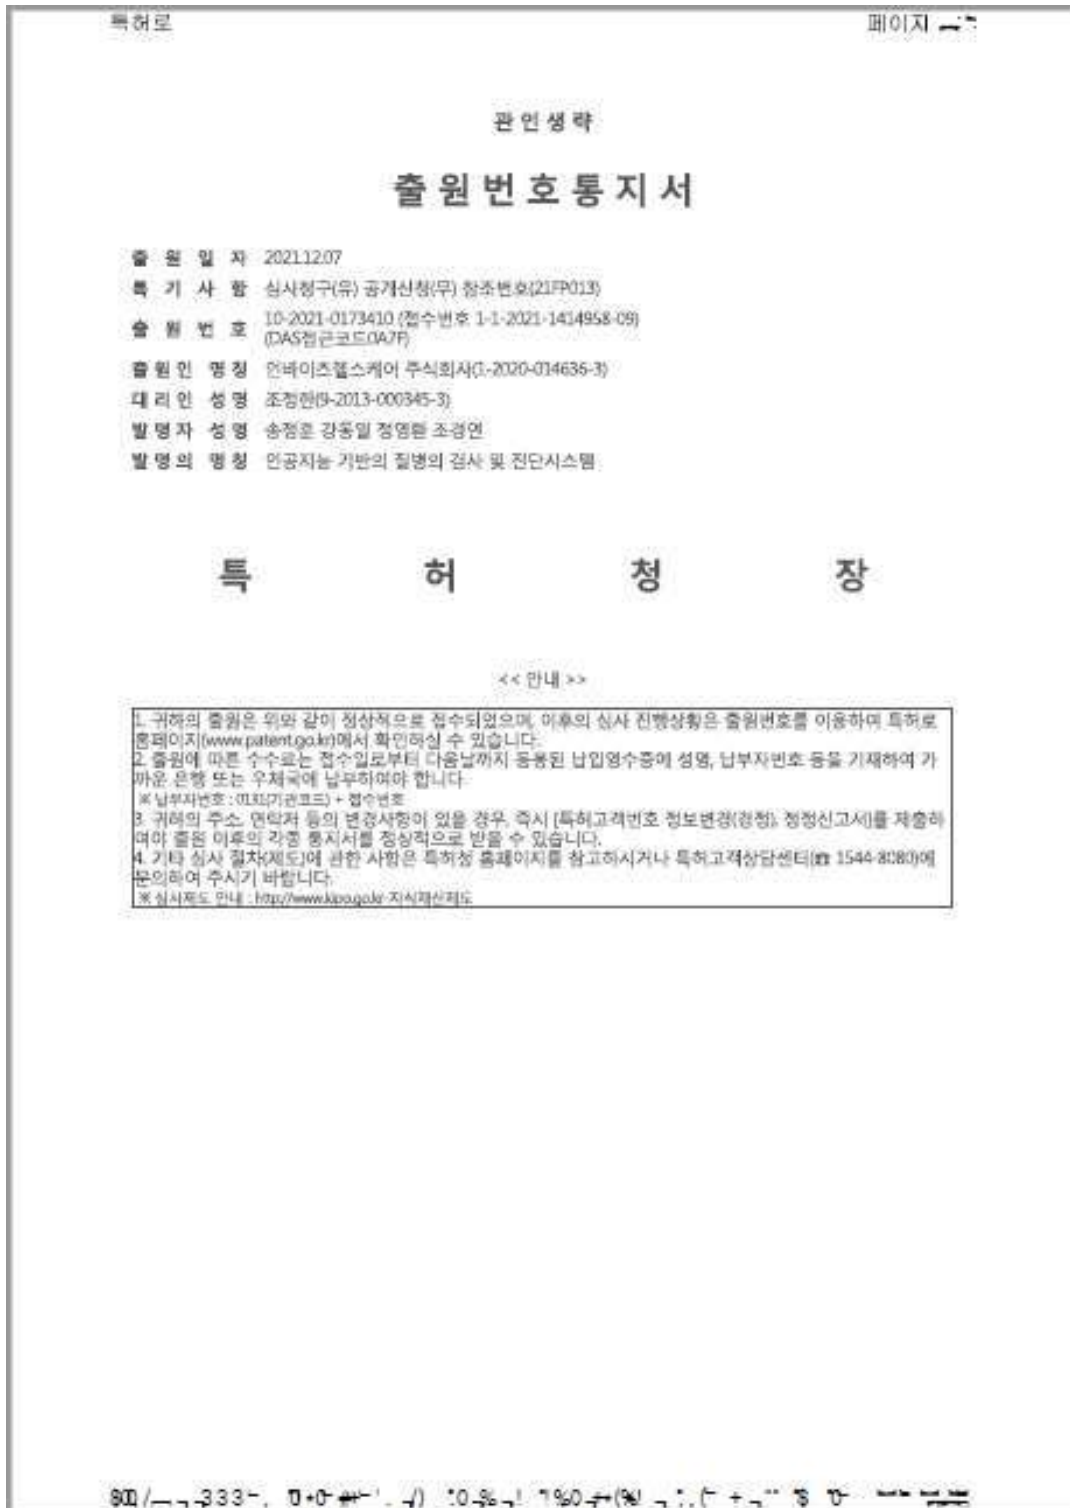 특허로 페이지
관 인 생 략
출 원 번 호 통 지 서
출 원 일 자 2021.12.07
특 기 사 항 심사청구(유) 공개신청(무) 참조번호(21FP013)
출 원 번 호 10-2021-0173410 (접수번호 1-1-2021-1414958-09)
(DAS접근코드0A7F)
출원인 명칭 인바이츠헬스케어 주식회사(1-2020-014636-3)
대리인 성명 조정한(9-2013-000345-3)
발명자 성명 송정훈 강동일 정영환 조경연
발명의 명칭 인공지능 기반의 질병의 검사 및 진단시스템
특 허 청 장
<< 안내 >>
1. 귀하의 출원은 위와 같이 정상적으로 접수되었으며, 이후의 심사 진행상황은 출원번호를 이용하여 특허로
홈페이지(www.patent.go.kr)에서 확인하실 수 있습니다.
2. 출원에 따른 수수료는 접수일로부터 다음날까지 동봉된 납입영수증에 성명, 납부자번호 등을 기재하여 가
까운 은행 또는 우체국에 납부하여야 합니다.
※ 납부자번호 : 0131(기관코드) + 접수번호
3. 귀하의 주소, 연락처 등의 변경사항이 있을 경우, 즉시 [특허고객번호 정보변경(경정), 정정신고서]를 제출하
여야 출원 이후의 각종 통지서를 정상적으로 받을 수 있습니다.
4. 기타 심사 절차(제도)에 관한 사항은 특허청 홈페이지를 참고하시거나 특허고객상담센터(☎ 1544-8080)에
문의하여 주시기 바랍니다.
※ 심사제도 안내 : http://www.kipo.go.kr-지식재산제도